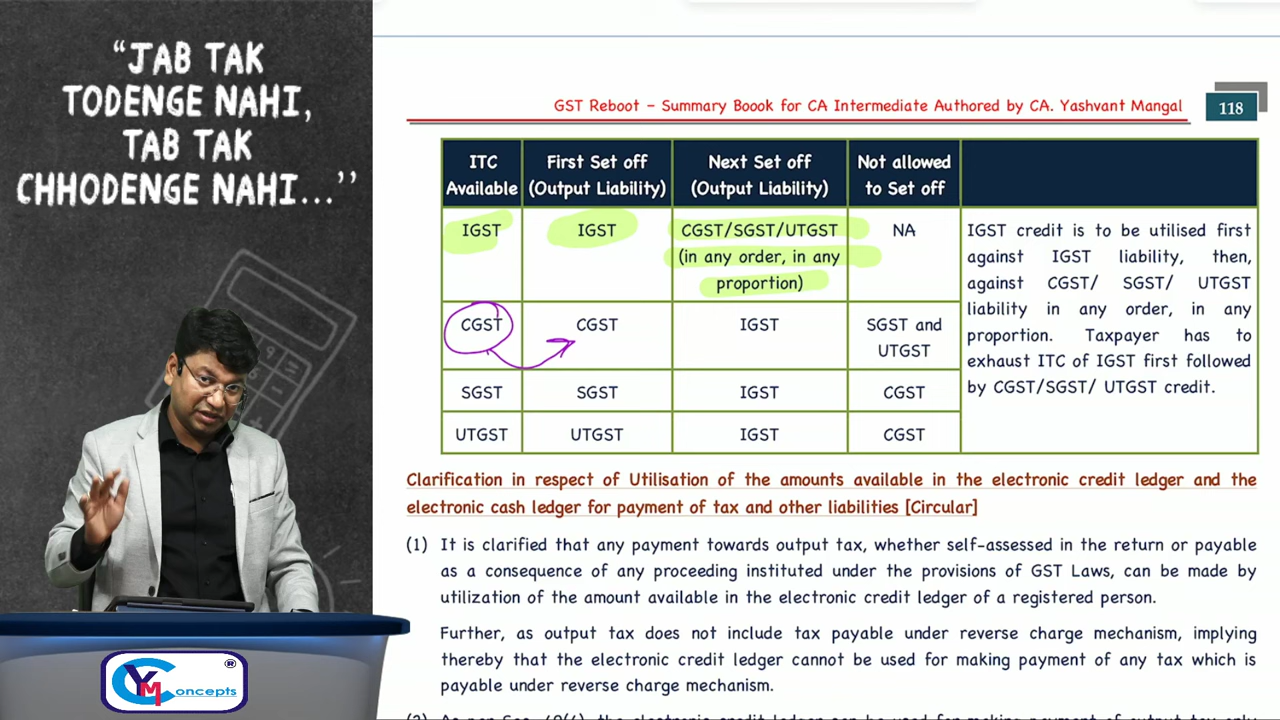 “JAB TAK
TODENGE NAHI,
TAB TAK
CHHODENGE NAHI...’’
GST Reboot – Summary Boook for CA Intermediate Authored by CA. Yashvant Mangal
118
ITC Available
First Set off (Output Liability)
Next Set off (Output Liability)
Not allowed to Set off
IGST
IGST
CGST/SGST/UTGST
(in any order, in any
proportion)
NA
CGST
CGST
IGST
SGST and
UTGST
SGST
SGST
IGST
CGST
UTGST
UTGST
IGST
CGST
IGST credit is to be utilised first
against IGST liability, then,
against CGST/ SGST/ UTGST
liability in any order, in any
proportion. Taxpayer has to
exhaust ITC of IGST first followed
by CGST/SGST/ UTGST credit.
Clarification in respect of Utilisation of the amounts available in the electronic credit ledger and the
electronic cash ledger for payment of tax and other liabilities [Circular]
(1) It is clarified that any payment towards output tax, whether self-assessed in the return or payable
as a consequence of any proceeding instituted under the provisions of GST Laws, can be made by
utilization of the amount available in the electronic credit ledger of a registered person.
Further, as output tax does not include tax payable under reverse charge mechanism, implying
thereby that the electronic credit ledger cannot be used for making payment of any tax which is
payable under reverse charge mechanism.
YM Concepts ®